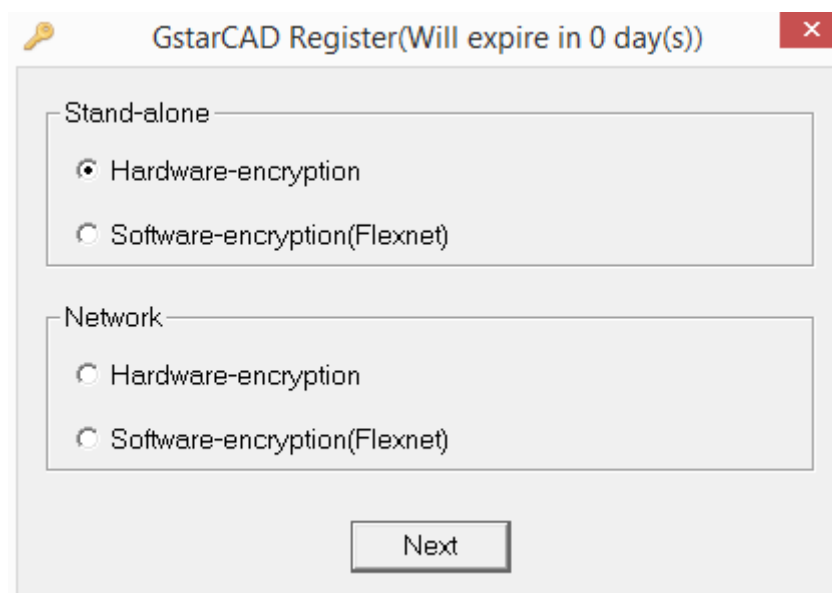 GstarCAD Register(Will expire in 0 day(s))
Stand-alone
Hardware-encryption
Software-encryption(Flexnet)
Network
Hardware-encryption
Software-encryption(Flexnet)
Next